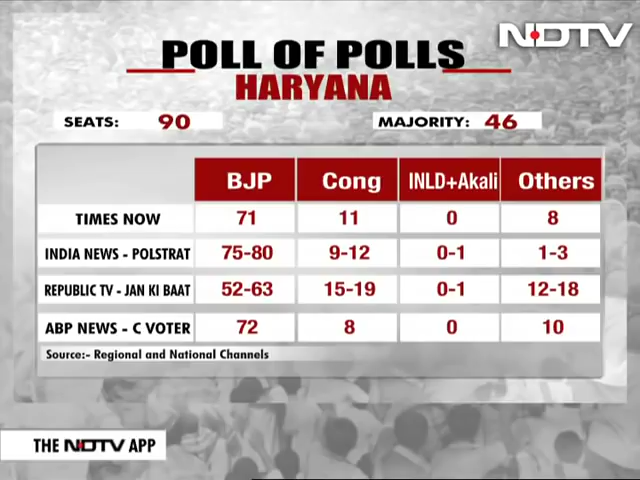 NDTV
POLL OF POLLS
HARYANA
SEATS: 90 MAJORITY: 46
BJP Cong INLD+Akali Others
TIMES NOW 71 11 0 8
INDIA NEWS - POLSTRAT 75-80 9-12 0-1 1-3
REPUBLIC TV - JAN KI BAAT 52-63 15-19 0-1 12-18
ABP NEWS - C VOTER 72 8 0 10
Source:- Regional and National Channels
THE NDTV APP